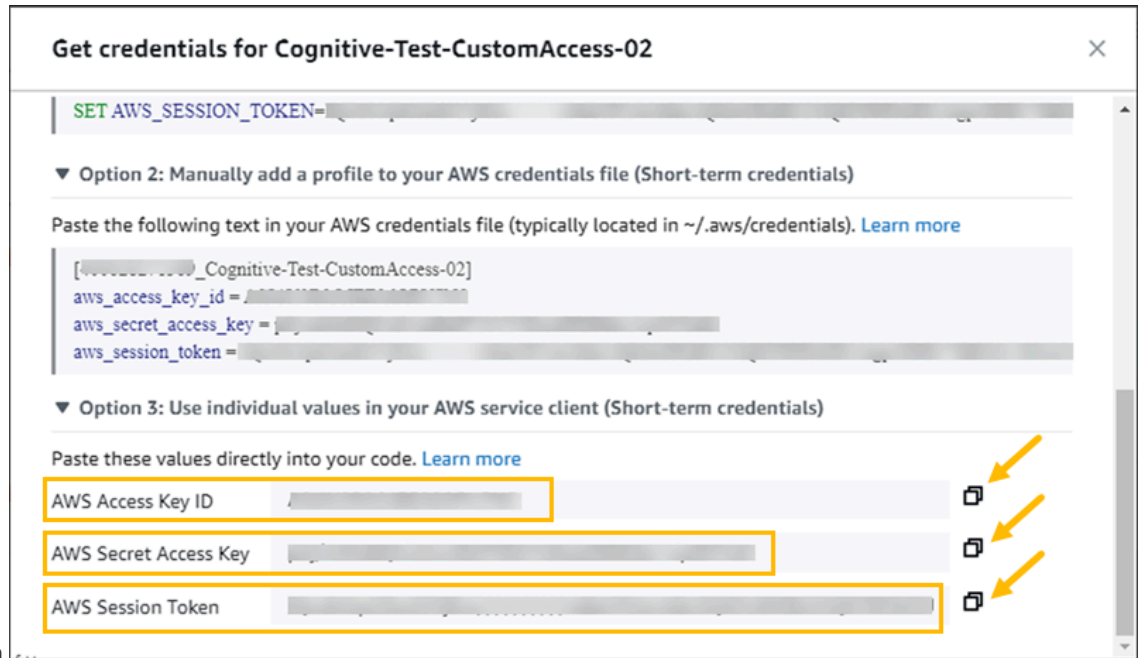 Get credentials for Cognitive-Test-CustomAccess-02
SET AWS_SESSION_TOKEN=
▼ Option 2: Manually add a profile to your AWS credentials file (Short-term credentials)
Paste the following text in your AWS credentials file (typically located in ~/.aws/credentials). Learn more
[ _Cognitive-Test-CustomAccess-02]
aws_access_key_id =
aws_secret_access_key =
aws_session_token =
▼ Option 3: Use individual values in your AWS service client (Short-term credentials)
Paste these values directly into your code. Learn more
AWS Access Key ID
AWS Secret Access Key
AWS Session Token